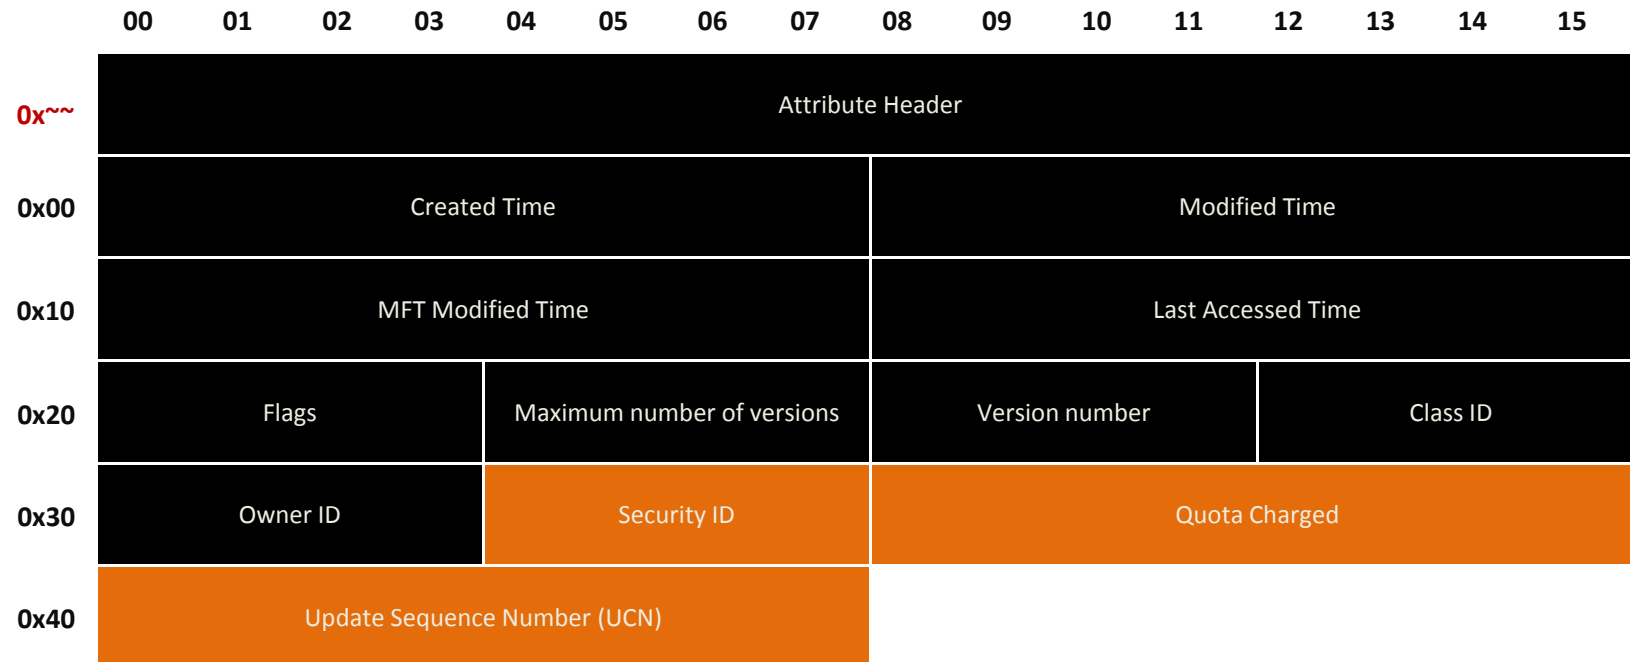 00 01 02 03 04 05 06 07 08 09 10 11 12 13 14 15
0x~~ Attribute Header
0x00 Created Time Modified Time
0x10 MFT Modified Time Last Accessed Time
0x20 Flags Maximum number of versions Version number Class ID
0x30 Owner ID Security ID Quota Charged
0x40 Update Sequence Number (UCN)